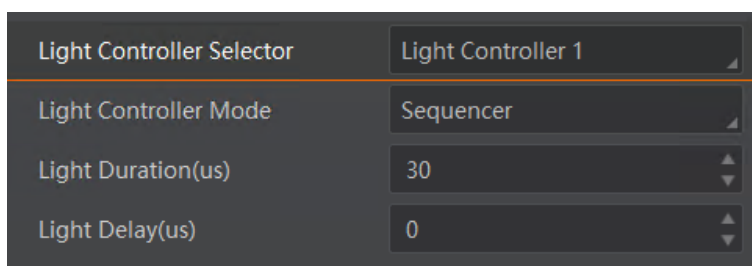 Light Controller Selector Light Controller 1
Light Controller Mode Sequencer
Light Duration(us) 30
Light Delay(us) 0